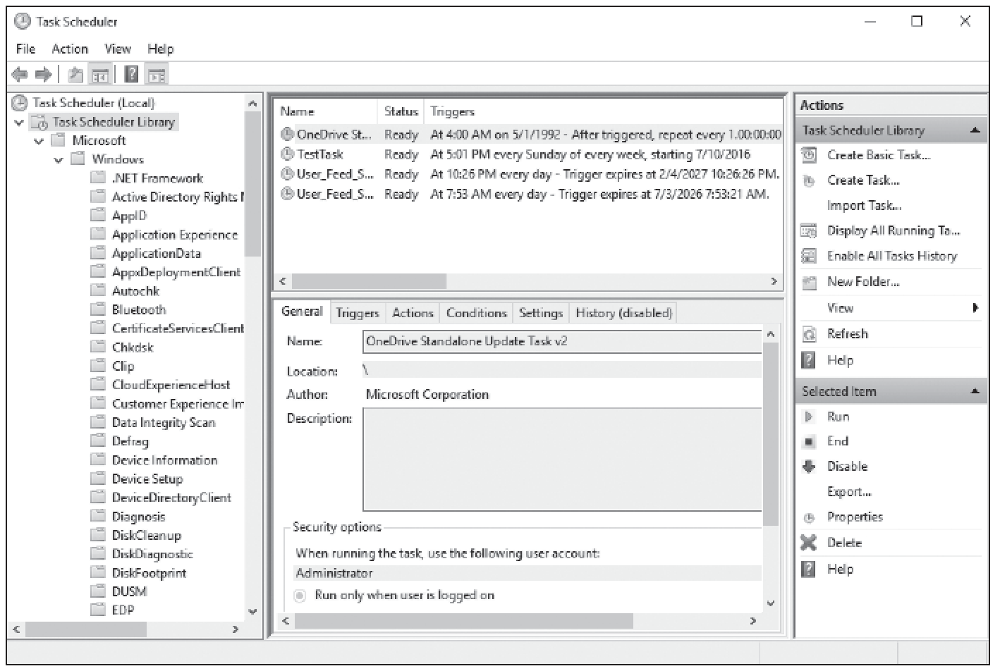 Task Scheduler
File Action View Help
Task Scheduler (Local)
Task Scheduler Library
Microsoft
Windows
.NET Framework
Active Directory Rights
AppID
Application Experience
ApplicationData
AppxDeploymentClient
Autochk
Bluetooth
CertificateServicesClient
Chkdsk
Clip
CloudExperienceHost
Customer Experience Im
Data Integrity Scan
Defrag
Device Information
Device Setup
DeviceDirectoryClient
Diagnosis
DiskCleanup
DiskDiagnostic
DiskFootprint
DUSM
EDP
Name Status Triggers
OneDrive St... Ready At 4:00 AM on 5/1/1992 - After triggered, repeat every 1.00:00:00
TestTask Ready At 5:01 PM every Sunday of every week, starting 7/10/2016
User_Feed_S... Ready At 10:26 PM every day - Trigger expires at 2/4/2027 10:26:26 PM.
User_Feed_S... Ready At 7:53 AM every day - Trigger expires at 7/3/2026 7:53:21 AM.
General Triggers Actions Conditions Settings History (disabled)
Name: OneDrive Standalone Update Task v2
Location: \
Author: Microsoft Corporation
Description:
Security options
When running the task, use the following user account:
Administrator
Run only when user is logged on
Actions
Task Scheduler Library
Create Basic Task...
Create Task...
Import Task...
Display All Running Ta...
Enable All Tasks History
New Folder...
View
Refresh
Help
Selected Item
Run
End
Disable
Export...
Properties
Delete
Help